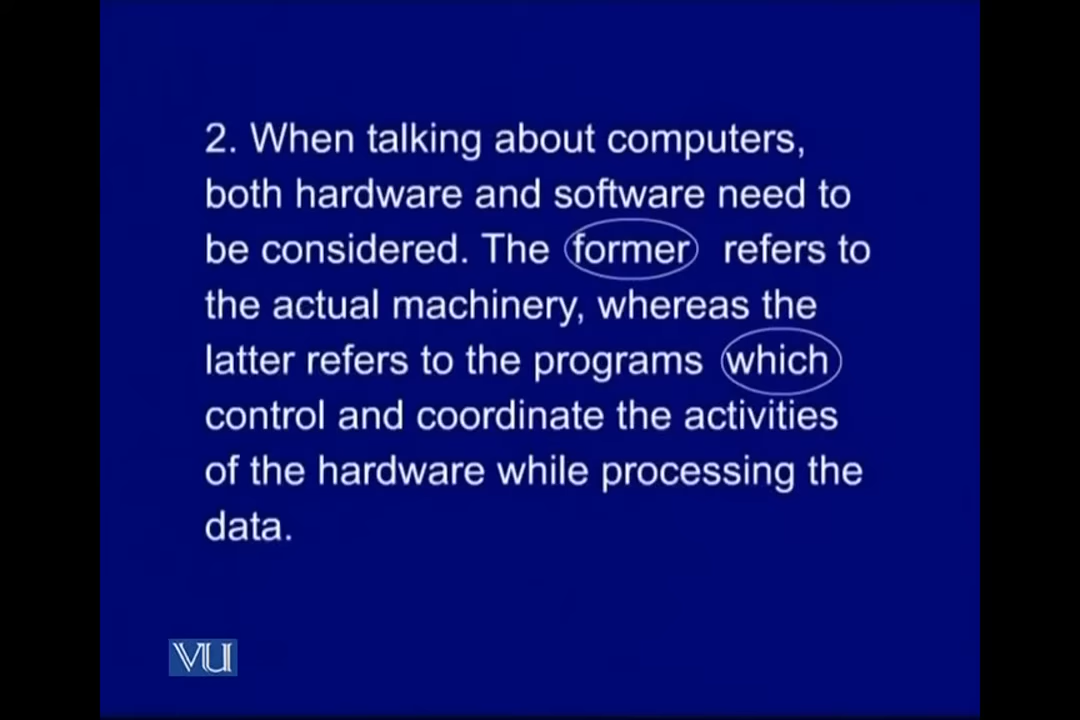 2. When talking about computers,
both hardware and software need to
be considered. The former refers to
the actual machinery, whereas the
latter refers to the programs which
control and coordinate the activities
of the hardware while processing the
data.
VU